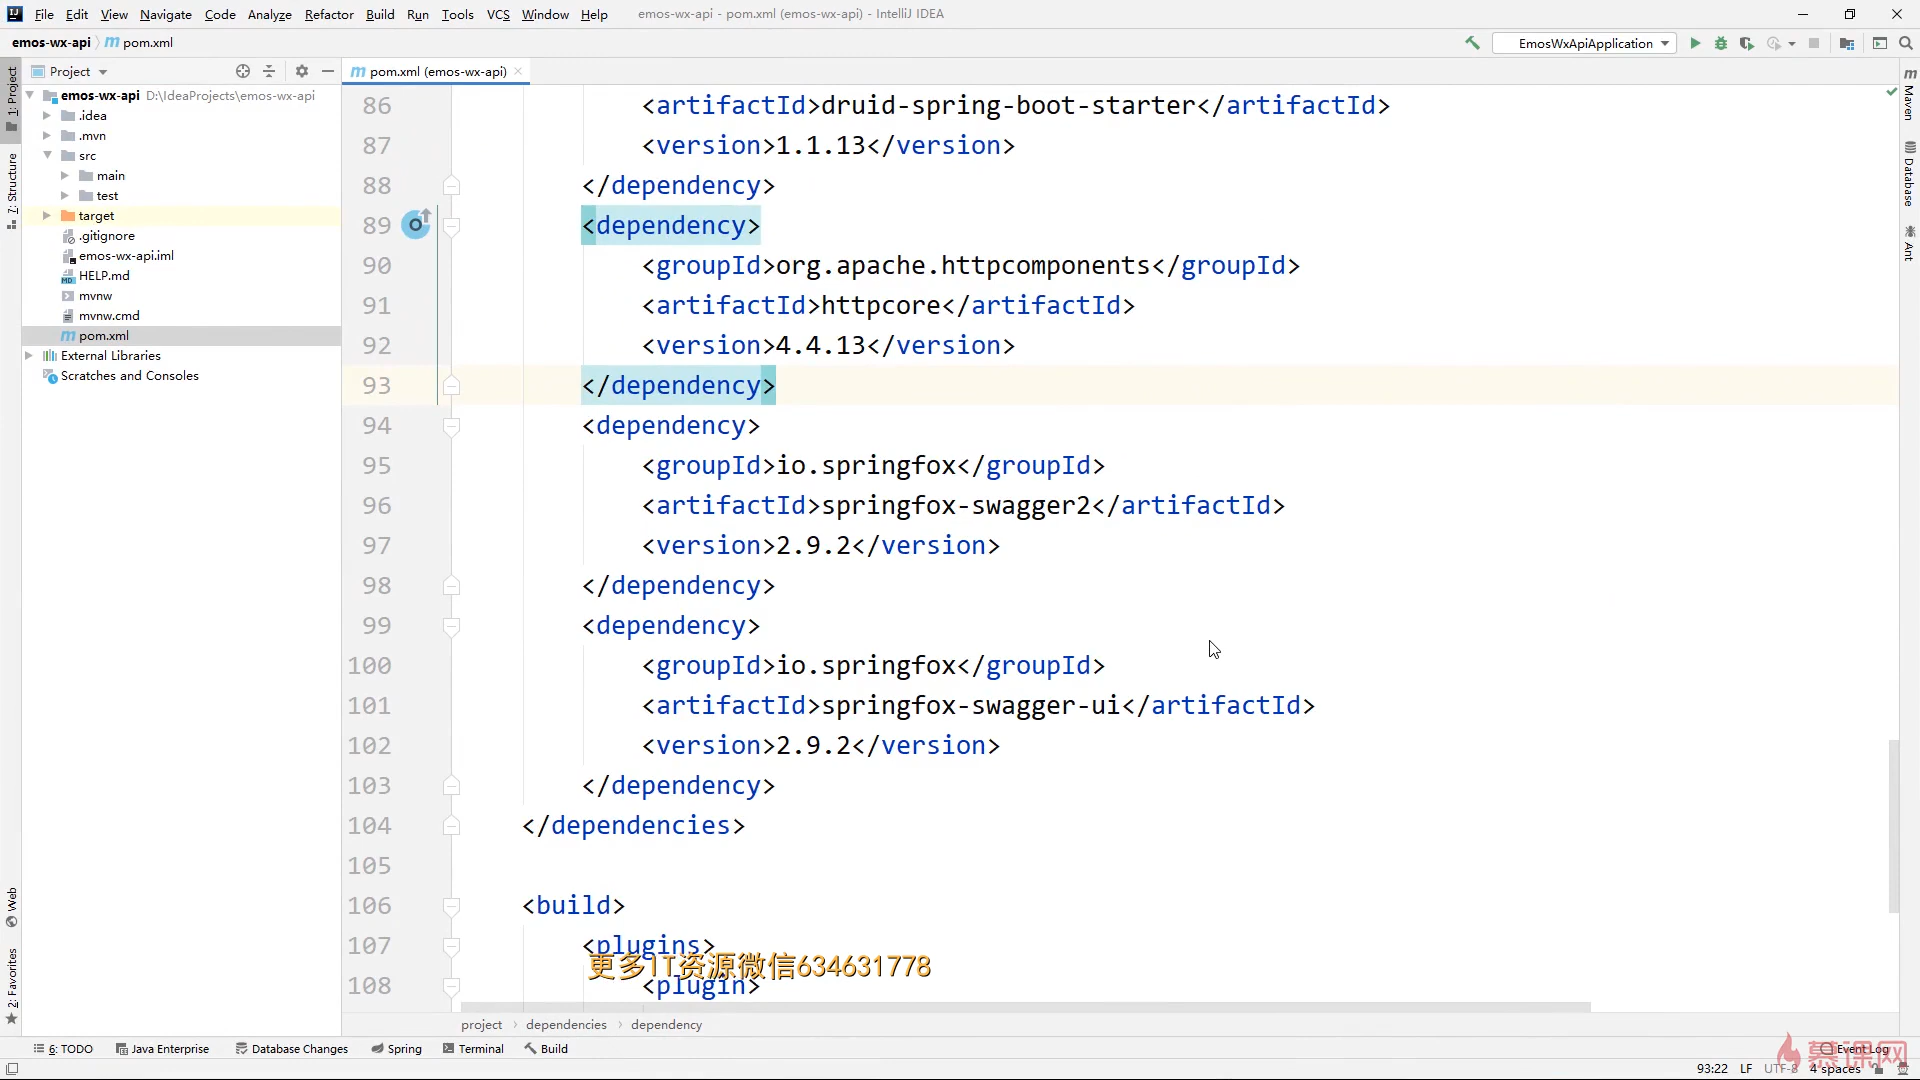 File Edit View Navigate Code Analyze Refactor Build Run Tools VCS Window Help emos-wx-api - pom.xml (emos-wx-api) - IntelliJ IDEA
emos-wx-api pom.xml EmosWxApiApplication
Project pom.xml (emos-wx-api)
1: Project
7: Structure
Web
2: Favorites
emos-wx-api D:\IdeaProjects\emos-wx-api
.idea
.mvn
src
main
test
target
.gitignore
emos-wx-api.iml
HELP.md
mvnw
mvnw.cmd
pom.xml
External Libraries
Scratches and Consoles
86 <artifactId>druid-spring-boot-starter</artifactId>
87 <version>1.1.13</version>
88 </dependency>
89 <dependency>
90 <groupId>org.apache.httpcomponents</groupId>
91 <artifactId>httpcore</artifactId>
92 <version>4.4.13</version>
93 </dependency>
94 <dependency>
95 <groupId>io.springfox</groupId>
96 <artifactId>springfox-swagger2</artifactId>
97 <version>2.9.2</version>
98 </dependency>
99 <dependency>
100 <groupId>io.springfox</groupId>
101 <artifactId>springfox-swagger-ui</artifactId>
102 <version>2.9.2</version>
103 </dependency>
104 </dependencies>
105
106 <build>
107 <plugins>
更多IT资源微信634631778
108 <plugin>
Maven
Database
Ant
project dependencies dependency
6: TODO Java Enterprise Database Changes Spring Terminal Build Event Log
慕课网
93:22 LF UTF-8 4 spaces